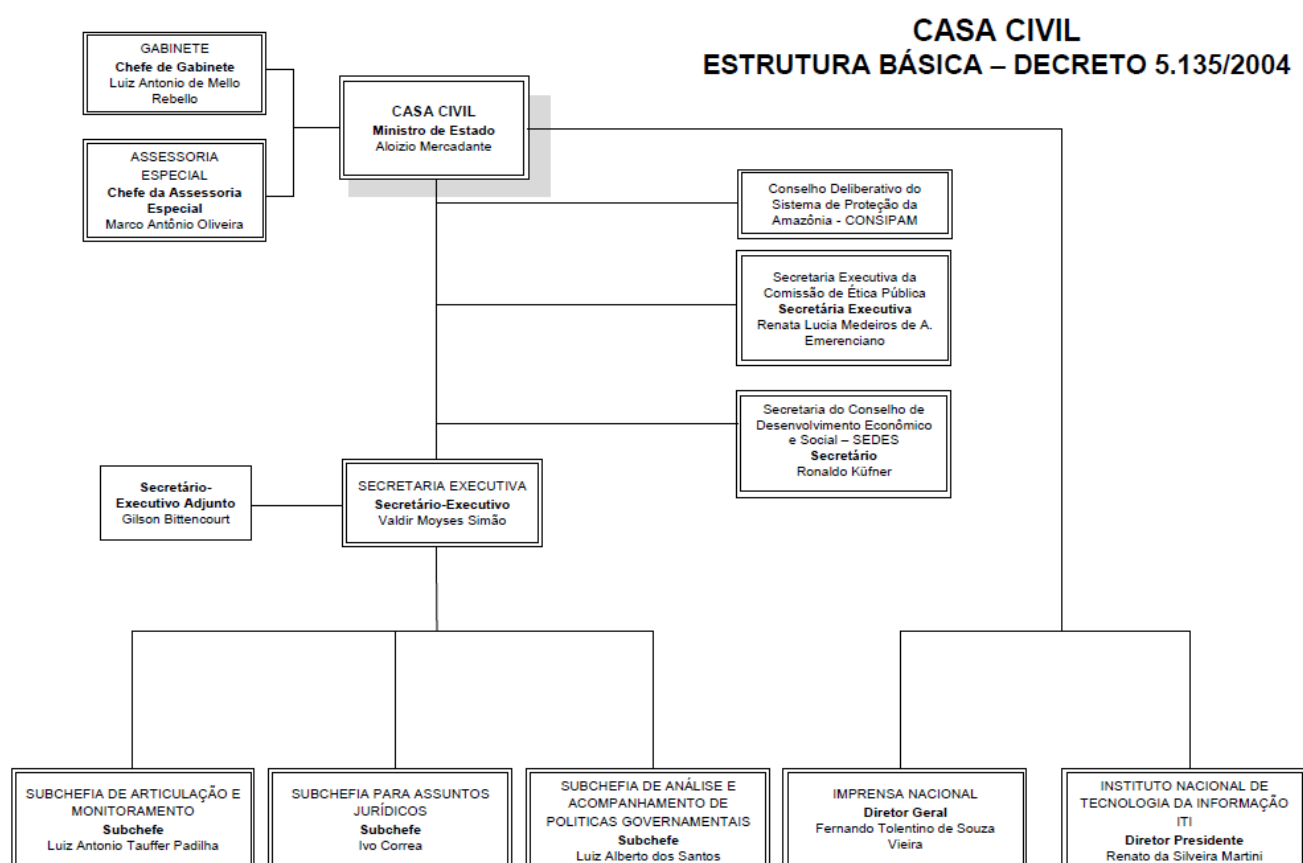 CASA CIVIL
ESTRUTURA BÁSICA – DECRETO 5.135/2004
GABINETE
Chefe de Gabinete
Luiz Antonio de Mello
Rebello
CASA CIVIL
Ministro de Estado
Aloizio Mercadante
ASSESSORIA
ESPECIAL
Chefe da Assessoria
Especial
Marco Antônio Oliveira
Conselho Deliberativo do
Sistema de Proteção da
Amazônia - CONSIPAM
Secretaria Executiva da
Comissão de Ética Pública
Secretária Executiva
Renata Lucia Medeiros de A.
Emerenciano
Secretaria do Conselho de
Desenvolvimento Econômico
e Social – SEDES
Secretário
Ronaldo Küfner
Secretário-
Executivo Adjunto
Gilson Bittencourt
SECRETARIA EXECUTIVA
Secretário-Executivo
Valdir Moyses Simão
SUBCHEFIA DE ARTICULAÇÃO E
MONITORAMENTO
Subchefe
Luiz Antonio Tauffer Padilha
SUBCHEFIA PARA ASSUNTOS
JURÍDICOS
Subchefe
Ivo Correa
SUBCHEFIA DE ANÁLISE E
ACOMPANHAMENTO DE
POLITICAS GOVERNAMENTAIS
Subchefe
Luiz Alberto dos Santos
IMPRENSA NACIONAL
Diretor Geral
Fernando Tolentino de Souza
Vieira
INSTITUTO NACIONAL DE
TECNOLOGIA DA INFORMAÇÃO
ITI
Diretor Presidente
Renato da Silveira Martini